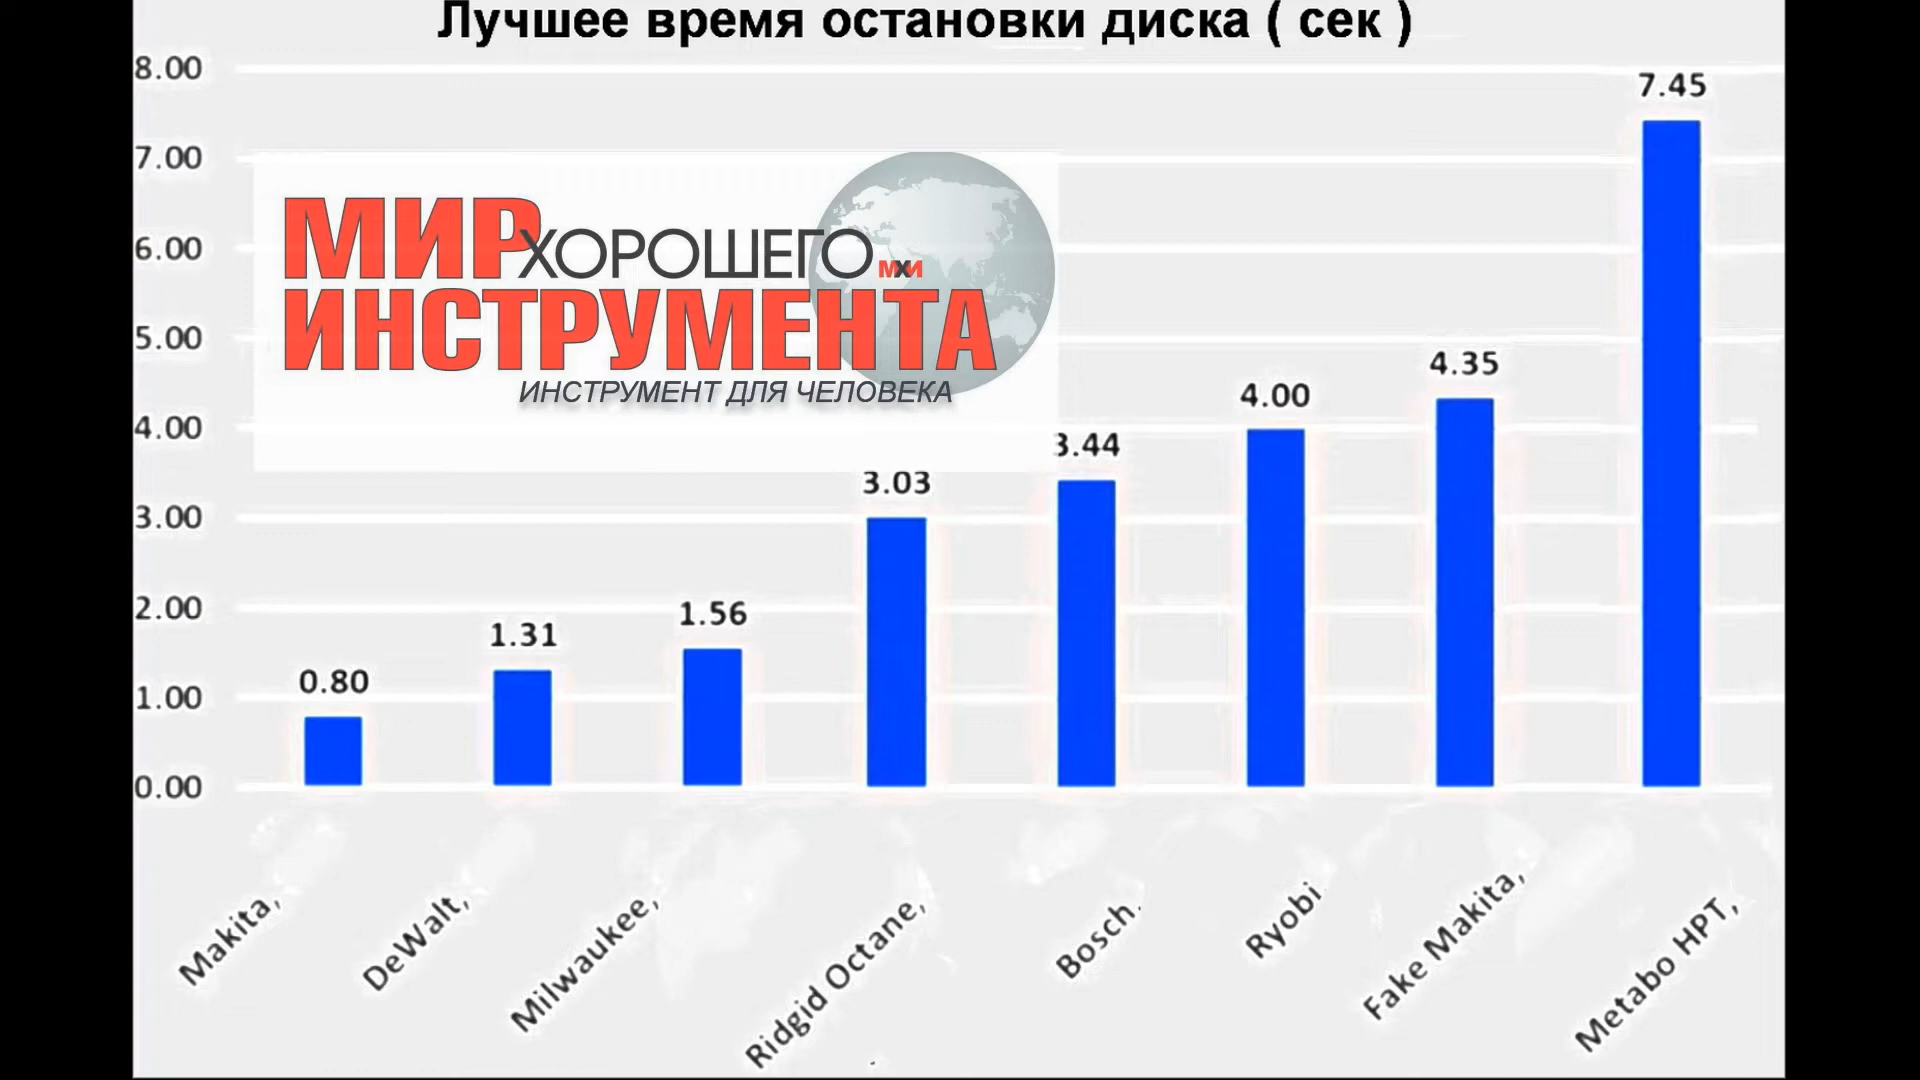 Лучшее время остановки диска ( сек )
8.00
7.00
6.00
5.00
4.00
3.00
2.00
1.00
0.00
МИР ХОРОШЕГО мхи
ИНСТРУМЕНТА
ИНСТРУМЕНТ ДЛЯ ЧЕЛОВЕКА
0.80
1.31
1.56
3.03
3.44
4.00
4.35
7.45
Makita,
DeWalt,
Milwaukee,
Ridgid Octane,
Bosch.
Ryobi
Fake Makita,
Metabo HPT,